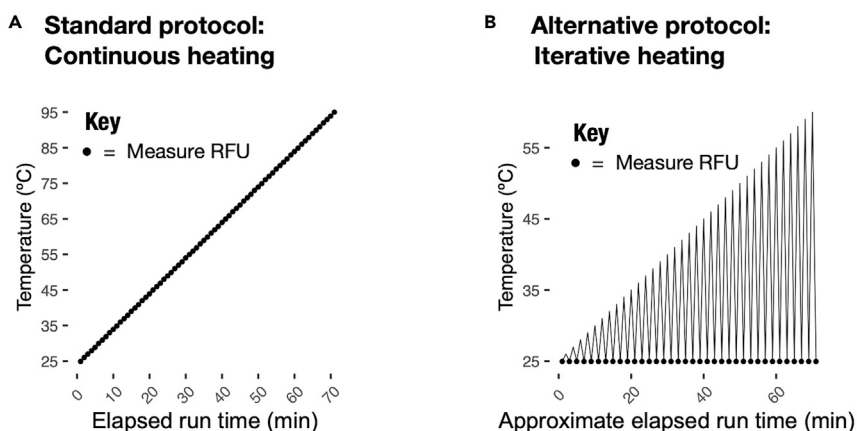 A Standard protocol:
Continuous heating
Key
● = Measure RFU
Temperature (ºC)
95
85
75
65
55
45
35
25
0 10 20 30 40 50 60 70
Elapsed run time (min)
B Alternative protocol:
Iterative heating
Key
● = Measure RFU
Temperature (ºC)
55
45
35
25
0 20 40 60
Approximate elapsed run time (min)